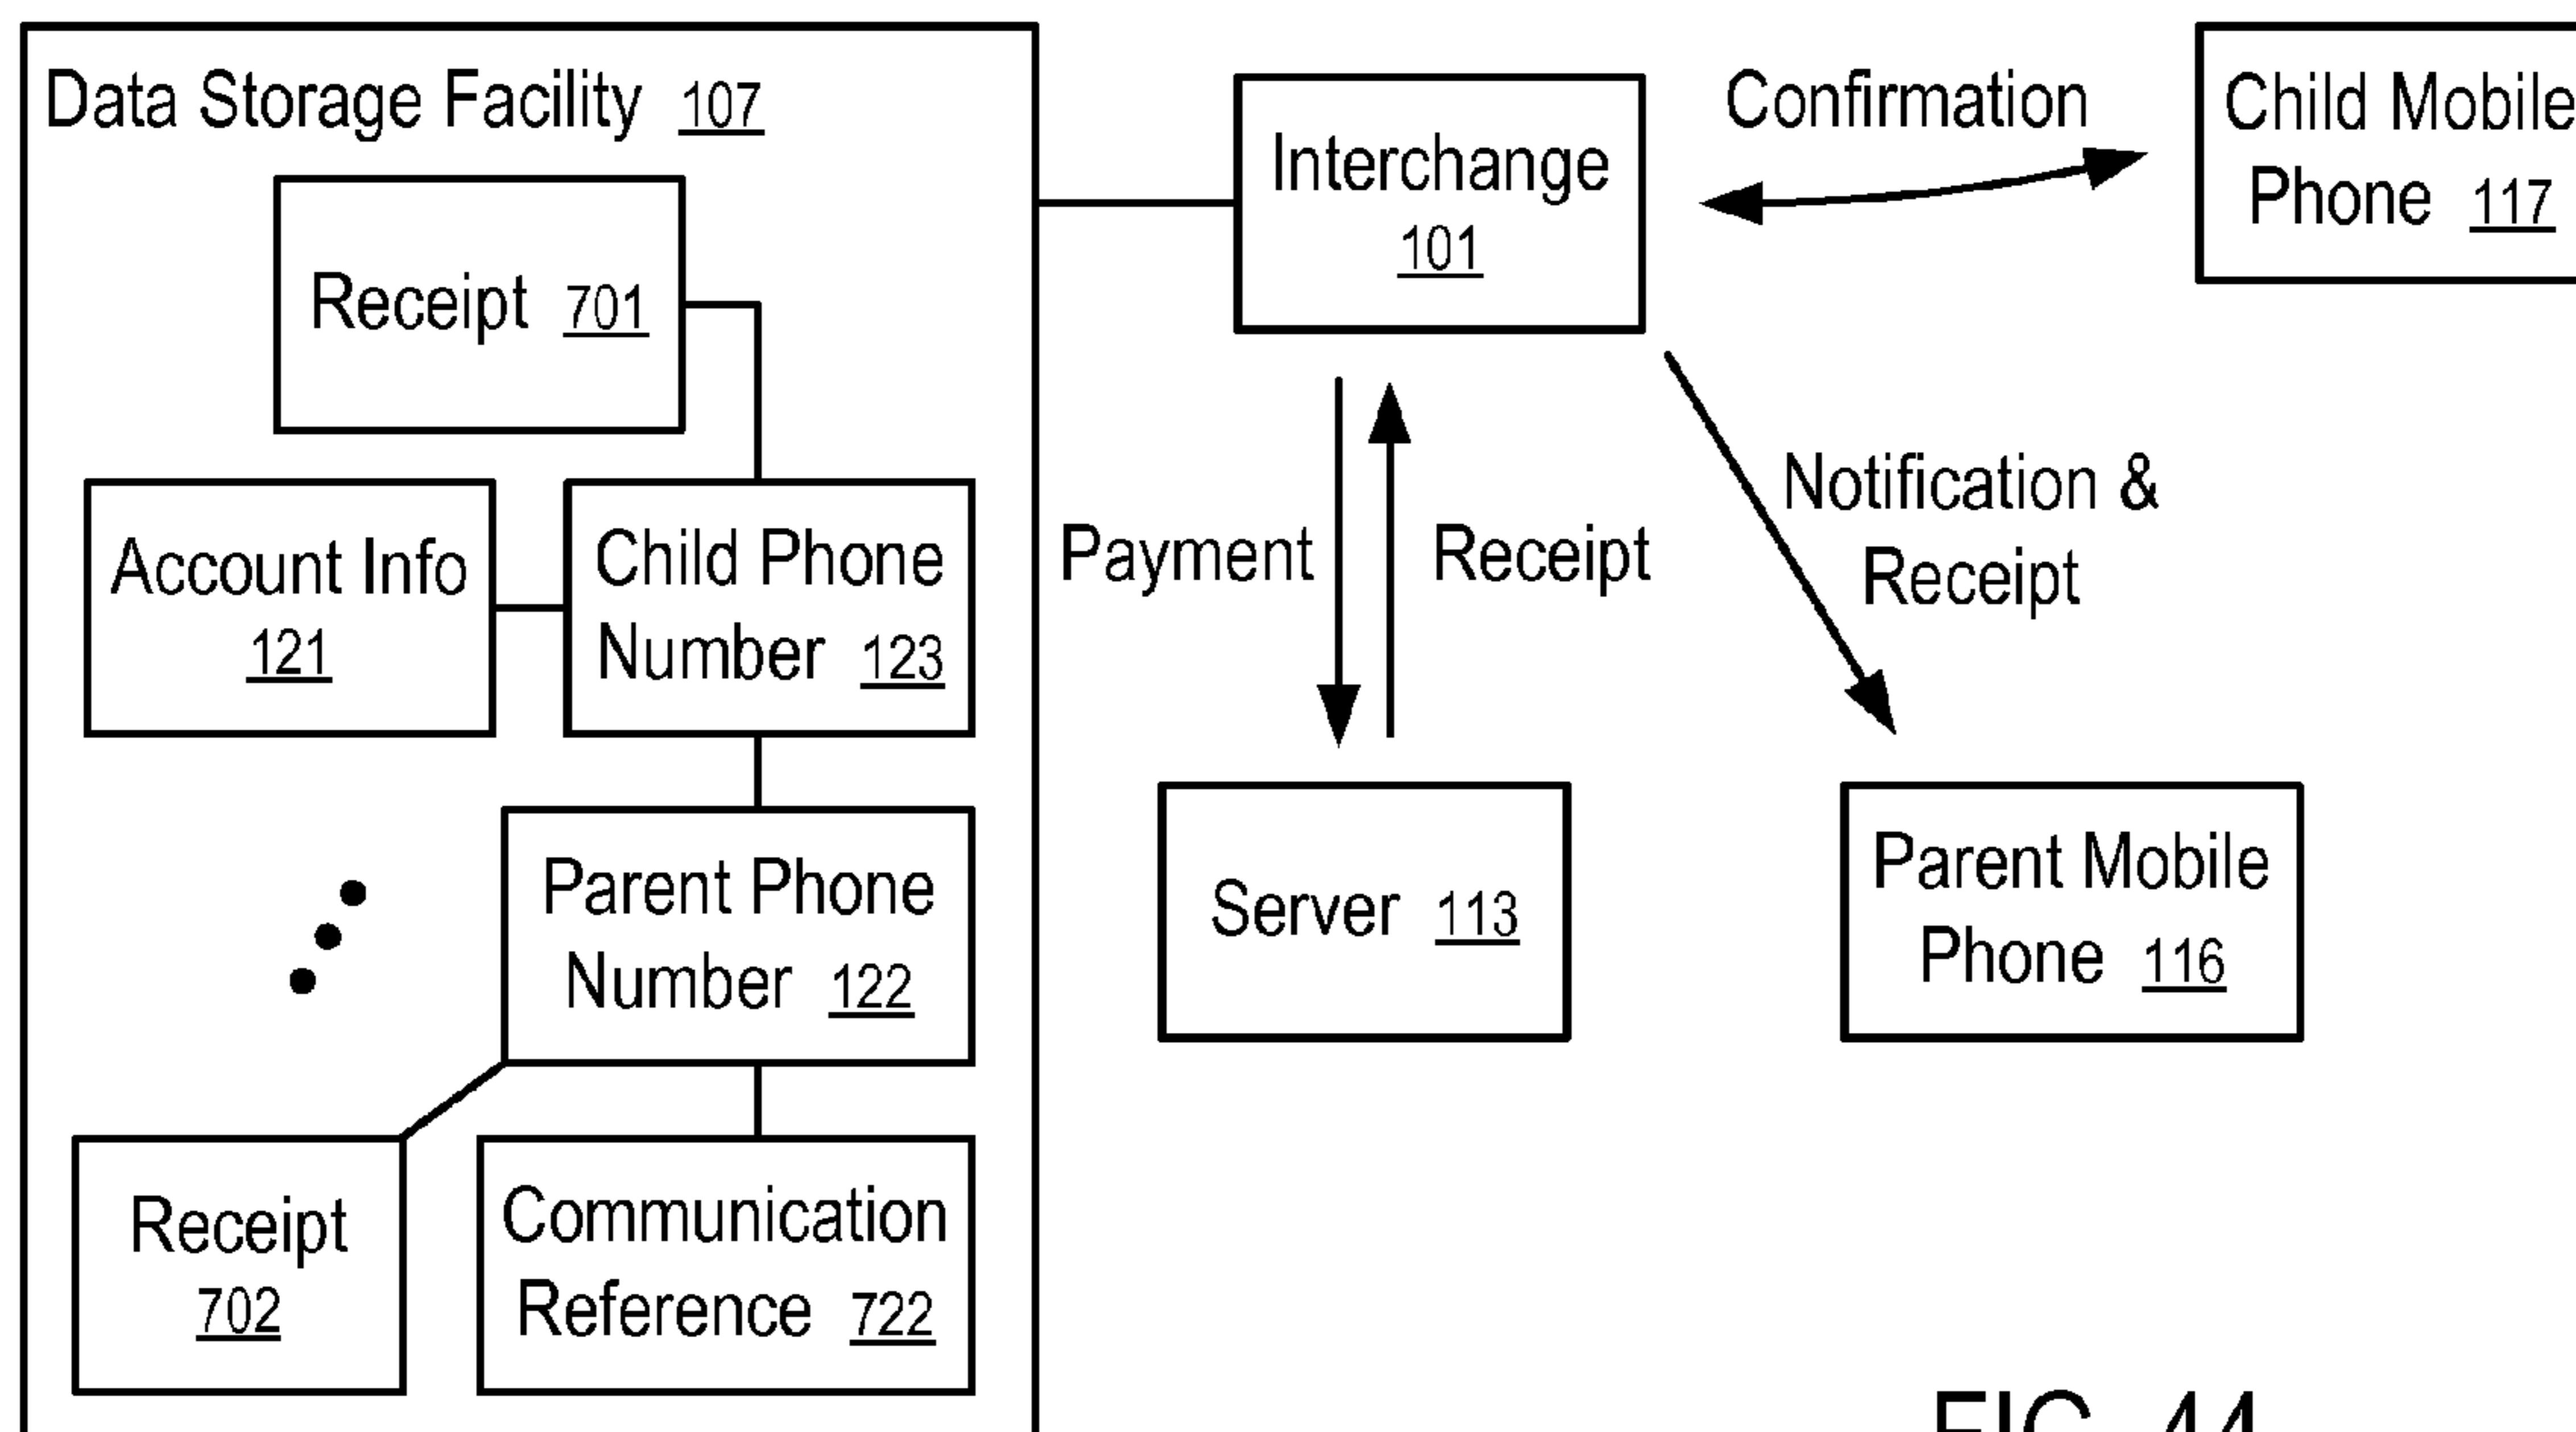 Data Storage Facility 107
Receipt 701
Account Info
121
Child Phone
Number 123
Parent Phone
Number 122
Receipt
702
Communication
Reference 722
Interchange
101
Confirmation
Child Mobile
Phone 117
Payment
Receipt
Notification &
Receipt
Server 113
Parent Mobile
Phone 116
FIG. 44